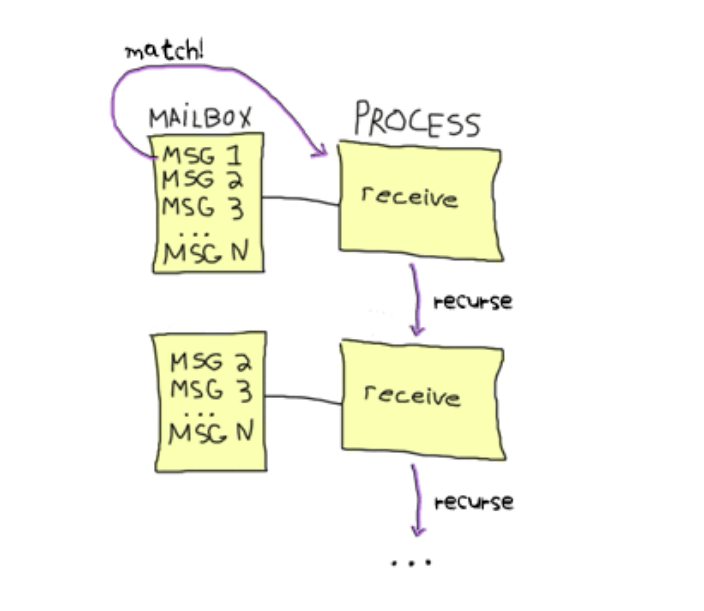 match!
MAILBOX
PROCESS
MSG 1
MSG 2
MSG 3
...
MSG N
receive
recurse
MSG 2
MSG 3
...
MSG N
receive
recurse
...